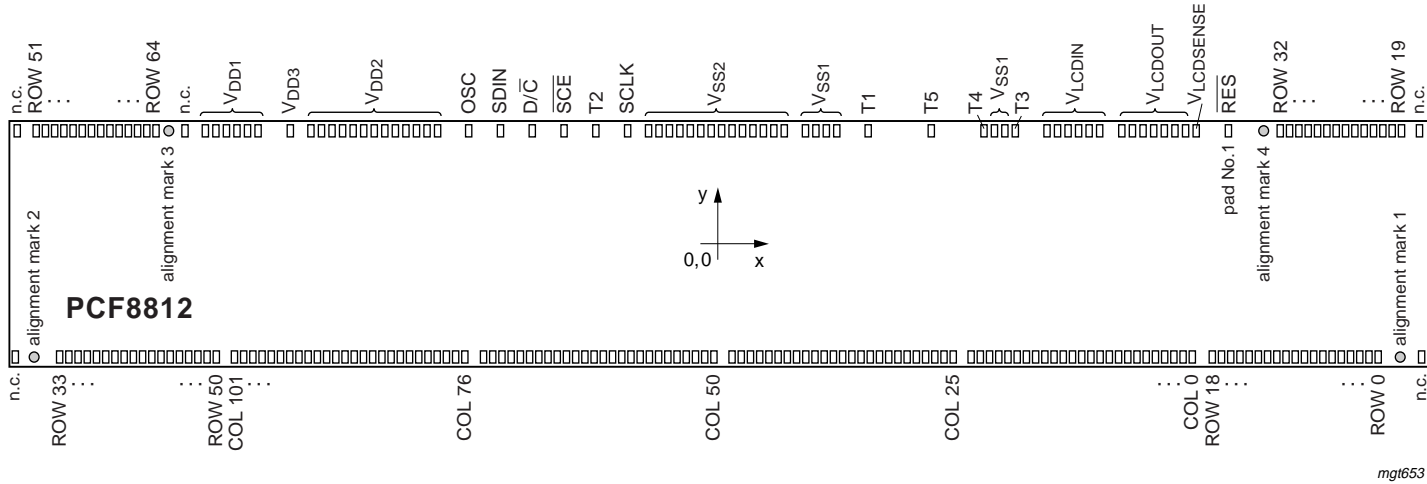 n.c.
ROW 51
. . .
. . .
ROW 64
n.c.
VDD1
VDD3
VDD2
OSC
SDIN
D/C̅
S̅C̅E̅
T2
SCLK
VSS2
VSS1
T1
T5
T4
VSS1
T3
VLCDIN
VLCDOUT
VLCDSENSE
R̅E̅S̅
ROW 32
. . .
. . .
ROW 19
n.c.
alignment mark 3
pad No.1
alignment mark 4
alignment mark 2
y
0,0
x
alignment mark 1
PCF8812
n.c.
ROW 33
. . .
. . .
ROW 50
COL 101
. . .
COL 76
COL 50
COL 25
. . .
COL 0
ROW 18
. . .
. . .
ROW 0
n.c.
mgt653